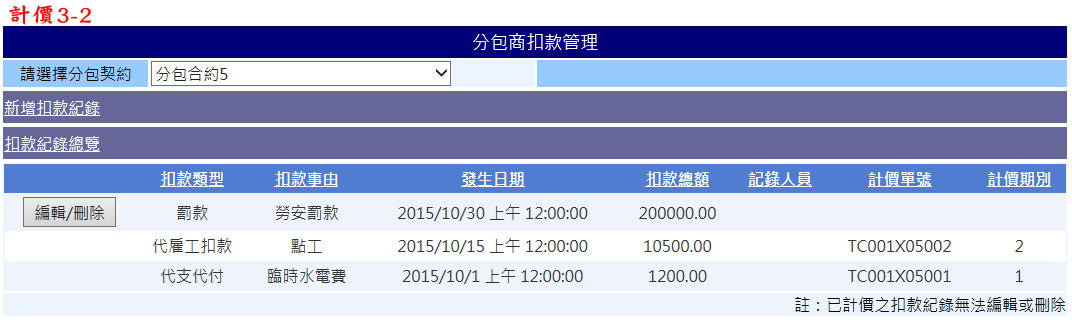 計價3-2
分包商扣款管理
請選擇分包契約 分包合約5
新增扣款紀錄
扣款紀錄總覽
扣款類型 扣款事由 發生日期 扣款總額 記錄人員 計價單號 計價期別
編輯/刪除 罰款 勞安罰款 2015/10/30 上午 12:00:00 200000.00
代雇工扣款 點工 2015/10/15 上午 12:00:00 10500.00 TC001X05002 2
代支代付 臨時水電費 2015/10/1 上午 12:00:00 1200.00 TC001X05001 1
註：已計價之扣款紀錄無法編輯或刪除